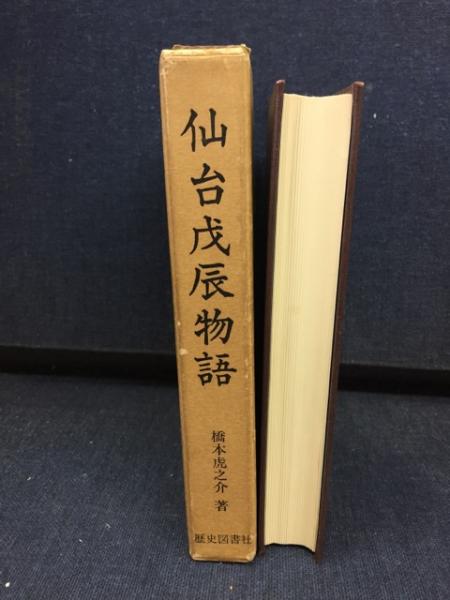 仙台戊辰物語
橋本虎之介 著
歴史図書社